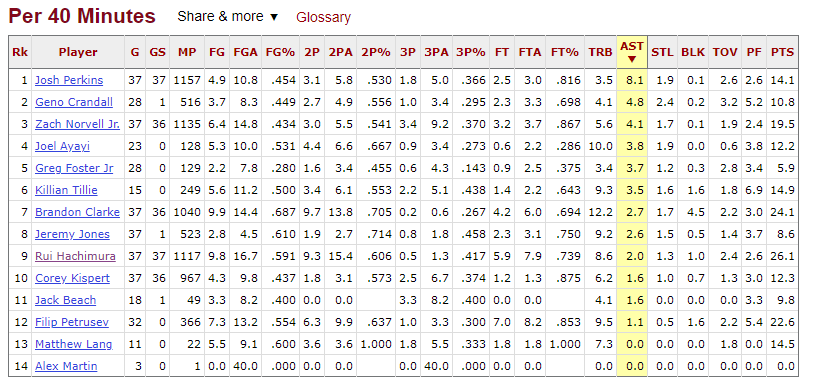 Per 40 Minutes Share & more ▼ Glossary
Rk Player G GS MP FG FGA FG% 2P 2PA 2P% 3P 3PA 3P% FT FTA FT% TRB AST ▼ STL BLK TOV PF PTS
1 Josh Perkins 37 37 1157 4.9 10.8 .454 3.1 5.8 .530 1.8 5.0 .366 2.5 3.0 .816 3.5 8.1 1.9 0.1 2.6 2.6 14.1
2 Geno Crandall 28 1 516 3.7 8.3 .449 2.7 4.9 .556 1.0 3.4 .295 2.3 3.3 .698 4.1 4.8 2.4 0.2 3.2 5.2 10.8
3 Zach Norvell Jr. 37 36 1135 6.4 14.8 .434 3.0 5.5 .541 3.4 9.2 .370 3.2 3.7 .867 5.6 4.1 1.7 0.1 1.9 2.4 19.5
4 Joel Ayayi 23 0 128 5.3 10.0 .531 4.4 6.6 .667 0.9 3.4 .273 0.6 2.2 .286 10.0 3.8 1.9 0.0 0.6 3.8 12.2
5 Greg Foster Jr 28 0 129 2.2 7.8 .280 1.6 3.4 .455 0.6 4.3 .143 0.9 2.5 .375 3.4 3.7 1.2 0.3 2.8 3.4 5.9
6 Killian Tillie 15 0 249 5.6 11.2 .500 3.4 6.1 .553 2.2 5.1 .438 1.4 2.2 .643 9.3 3.5 1.6 1.6 1.8 6.9 14.9
7 Brandon Clarke 37 36 1040 9.9 14.4 .687 9.7 13.8 .705 0.2 0.6 .267 4.2 6.0 .694 12.2 2.7 1.7 4.5 2.2 3.0 24.1
8 Jeremy Jones 37 1 523 2.8 4.5 .610 1.9 2.7 .714 0.8 1.8 .458 2.3 3.1 .750 9.2 2.6 1.5 0.5 1.4 3.7 8.6
9 Rui Hachimura 37 37 1117 9.8 16.7 .591 9.3 15.4 .606 0.5 1.3 .417 5.9 7.9 .739 8.6 2.0 1.3 1.0 2.4 2.6 26.1
10 Corey Kispert 37 36 967 4.3 9.8 .437 1.8 3.1 .573 2.5 6.7 .374 1.2 1.3 .875 6.2 1.6 1.0 0.7 1.3 3.0 12.3
11 Jack Beach 18 1 49 3.3 8.2 .400 0.0 0.0 3.3 8.2 .400 0.0 0.0 4.1 1.6 0.0 0.0 0.0 3.3 9.8
12 Filip Petrusev 32 0 366 7.3 13.2 .554 6.3 9.9 .637 1.0 3.3 .300 7.0 8.2 .853 9.5 1.1 0.5 1.6 2.2 5.4 22.6
13 Matthew Lang 11 0 22 5.5 9.1 .600 3.6 3.6 1.000 1.8 5.5 .333 1.8 1.8 1.000 7.3 0.0 0.0 0.0 1.8 0.0 14.5
14 Alex Martin 3 0 1 0.0 40.0 .000 0.0 0.0 0.0 40.0 .000 0.0 0.0 0.0 0.0 0.0 0.0 0.0 0.0 0.0